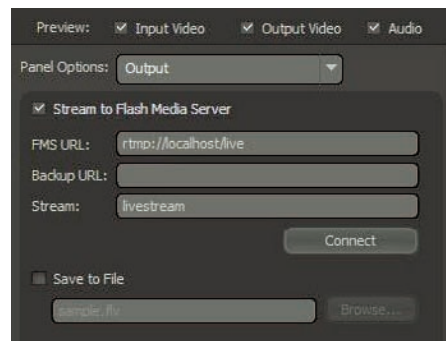 Preview: Input Video Output Video Audio
Panel Options: Output
Stream to Flash Media Server
FMS URL: rtmp://localhost/live
Backup URL:
Stream: livestream
Connect
Save to File
sample.flv Browse...